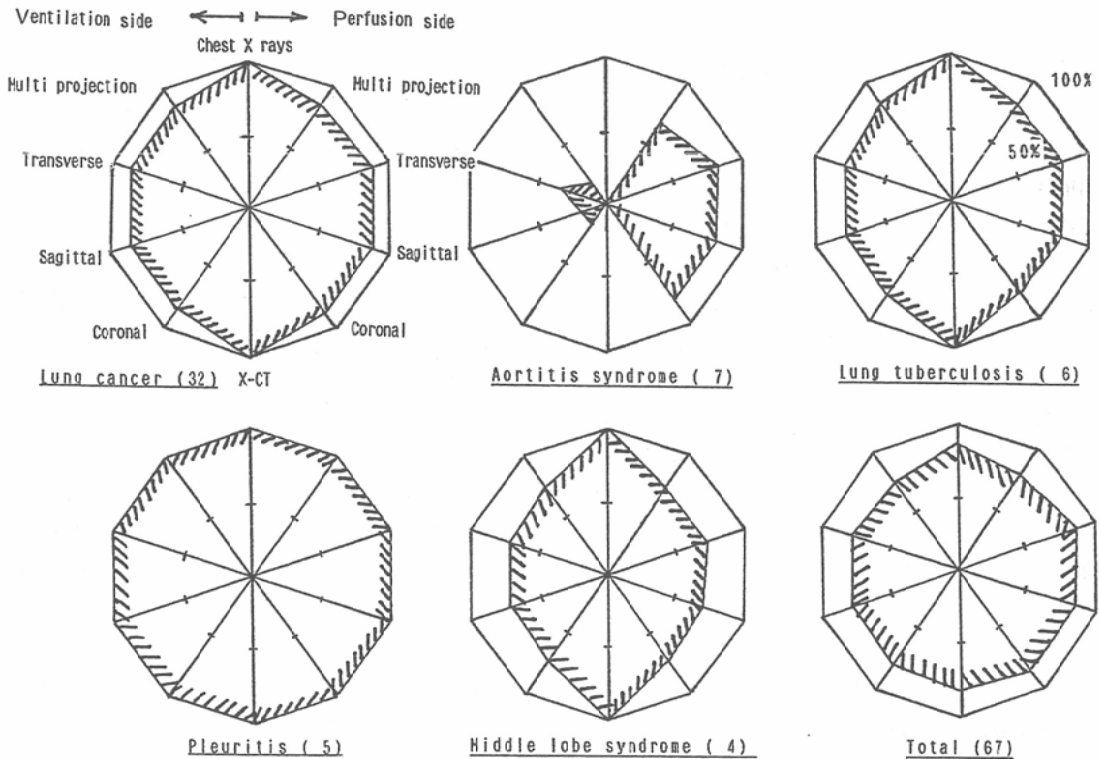 Ventilation side
Perfusion side
Chest X rays
Multi projection
Multi projection
100%
Transverse
Transverse
50%
Sagittal
Sagittal
Coronal
Coronal
Lung cancer (32)
X-CT
Aortitis syndrome ( 7)
Lung tuberculosis ( 6)
Pleuritis ( 5)
Middle lobe syndrome ( 4)
Total (67)